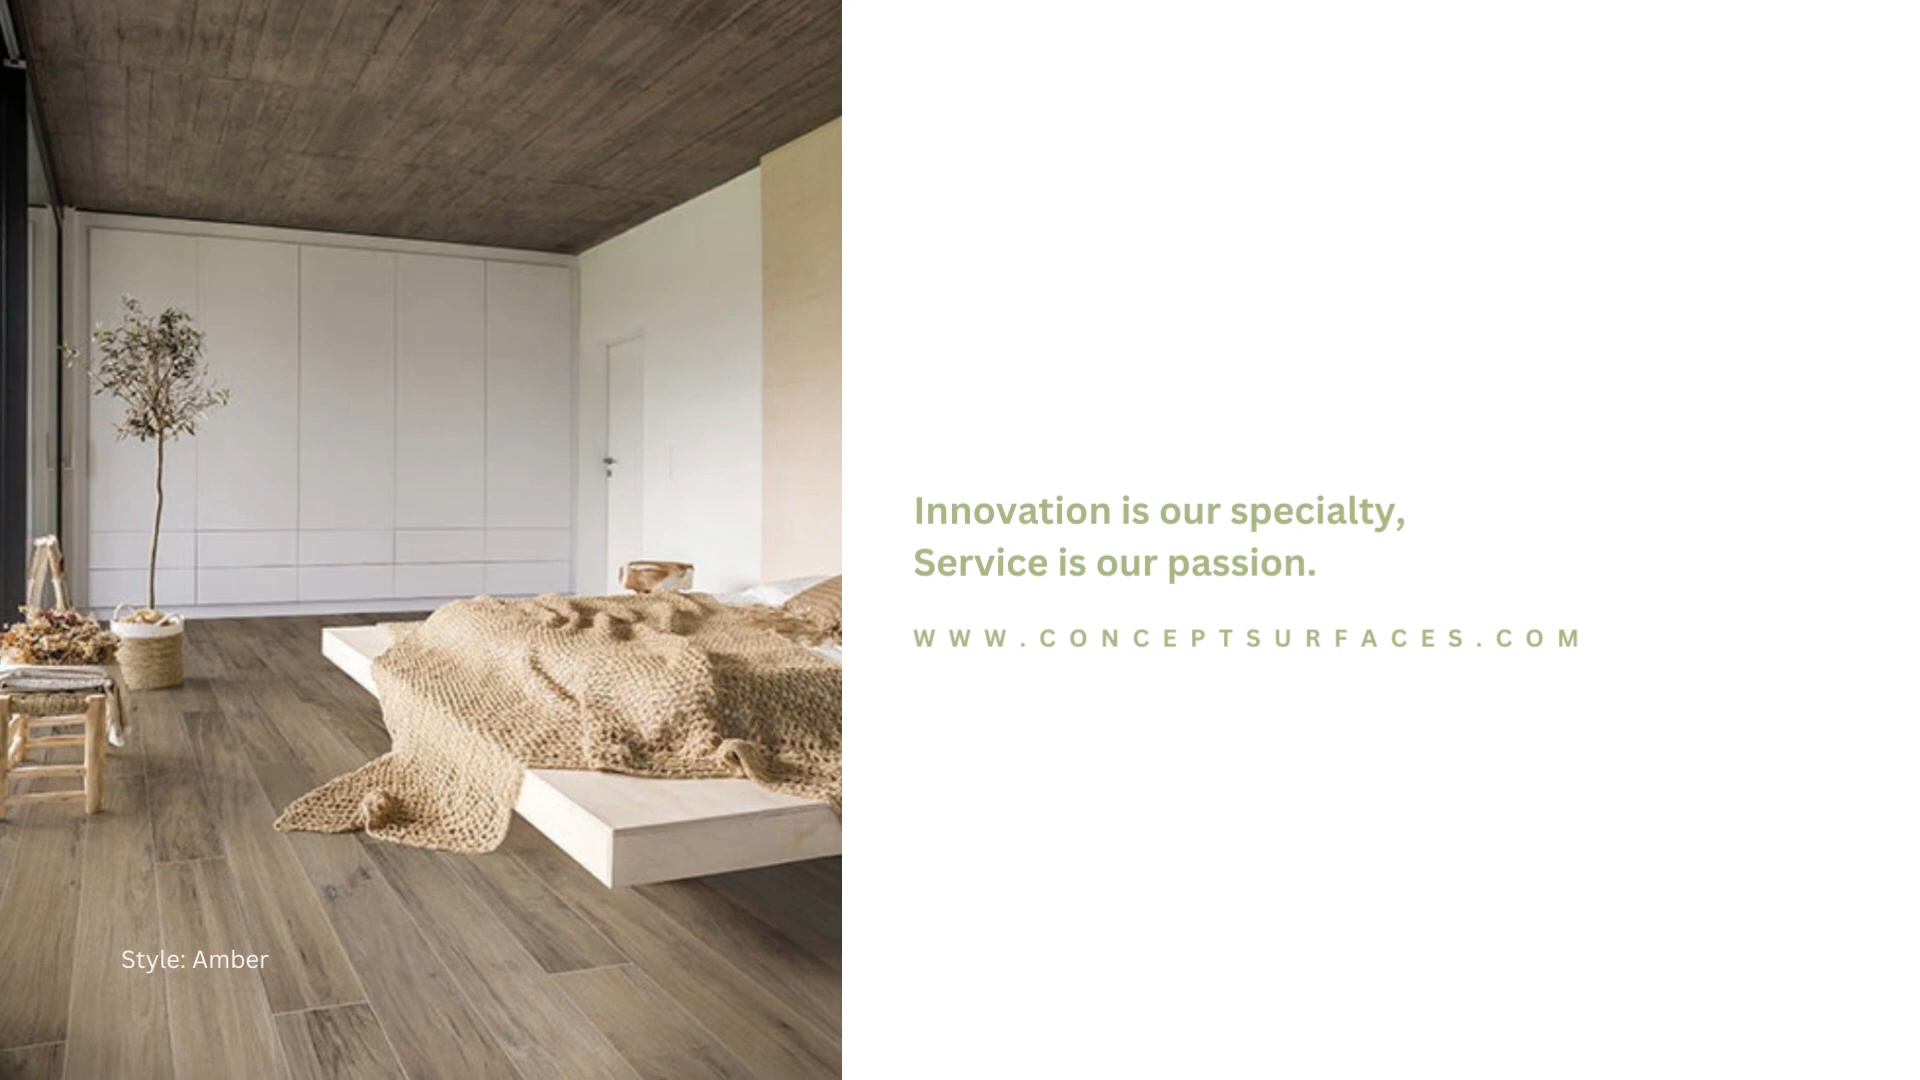 Innovation is our specialty,
Service is our passion.
WWW.CONCEPTSURFACES.COM
Style: Amber